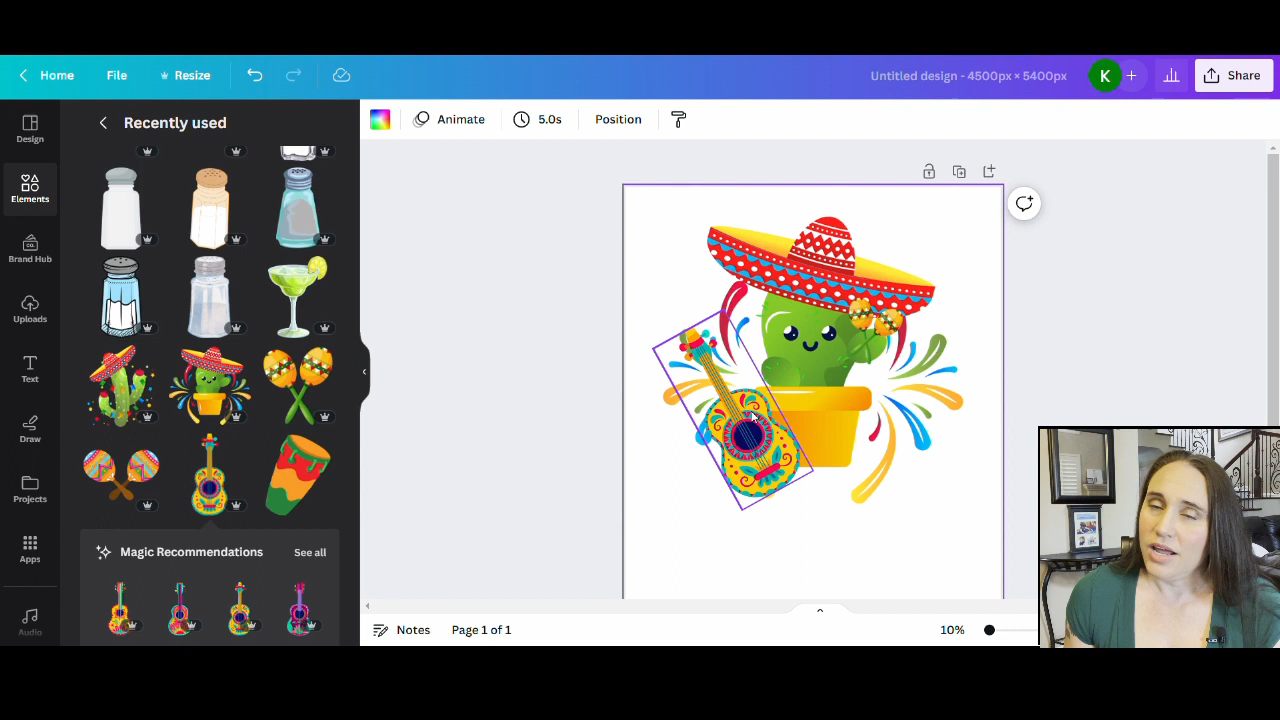 Home File Resize Untitled design - 4500px × 5400px K + Share
Recently used
Animate 5.0s Position
Design
Elements
Brand Hub
Uploads
Text
Draw
Projects
Apps
Audio
Magic Recommendations See all
Notes Page 1 of 1 10%